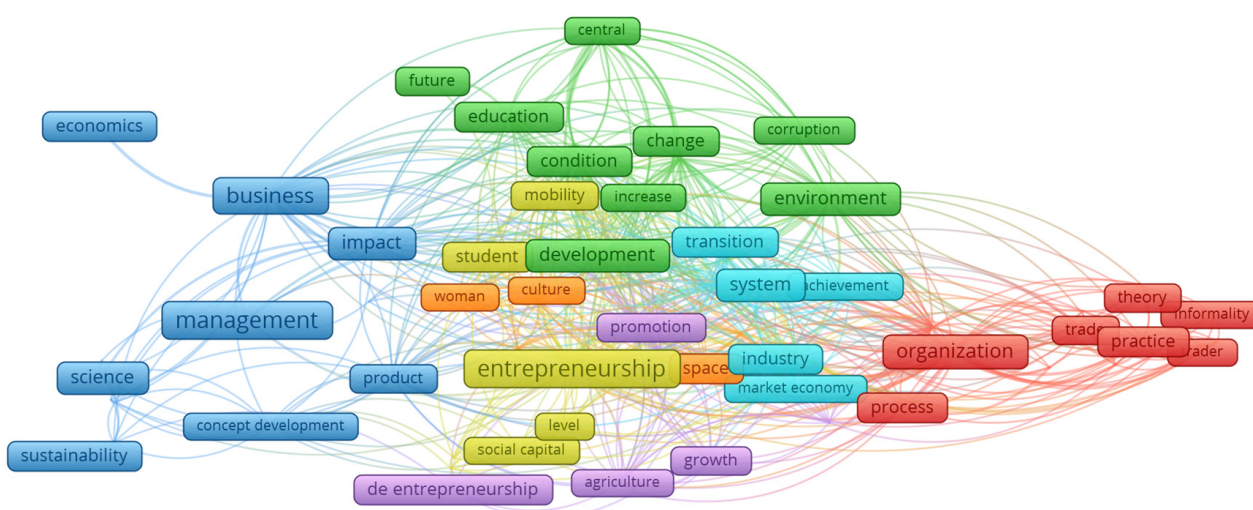 central
future
economics
education
corruption
change
condition
business
mobility
increase
environment
impact
transition
student
development
system
achievement
woman
culture
theory
informality
management
promotion
trade
practice
organization
trader
entrepreneurship
space
industry
science
product
market economy
process
concept development
level
social capital
sustainability
growth
agriculture
de entrepreneurship